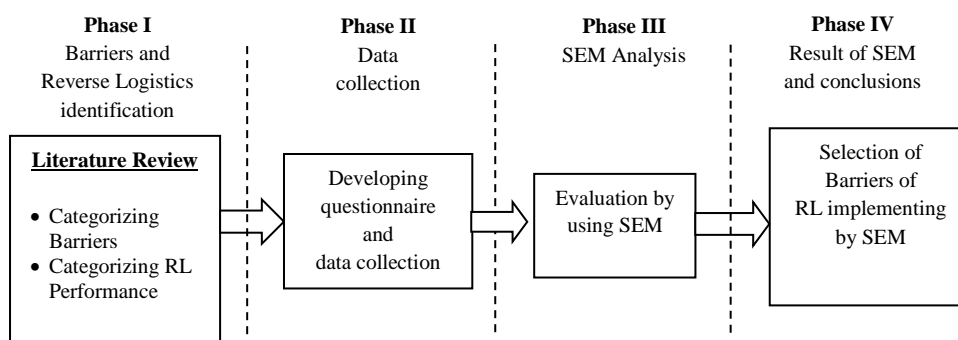 Phase I
Barriers and
Reverse Logistics
identification
Literature Review
• Categorizing
Barriers
• Categorizing RL
Performance
Phase II
Data
collection
Developing
questionnaire
and
data collection
Phase III
SEM Analysis
Evaluation by
using SEM
Phase IV
Result of SEM
and conclusions
Selection of
Barriers of
RL implementing
by SEM